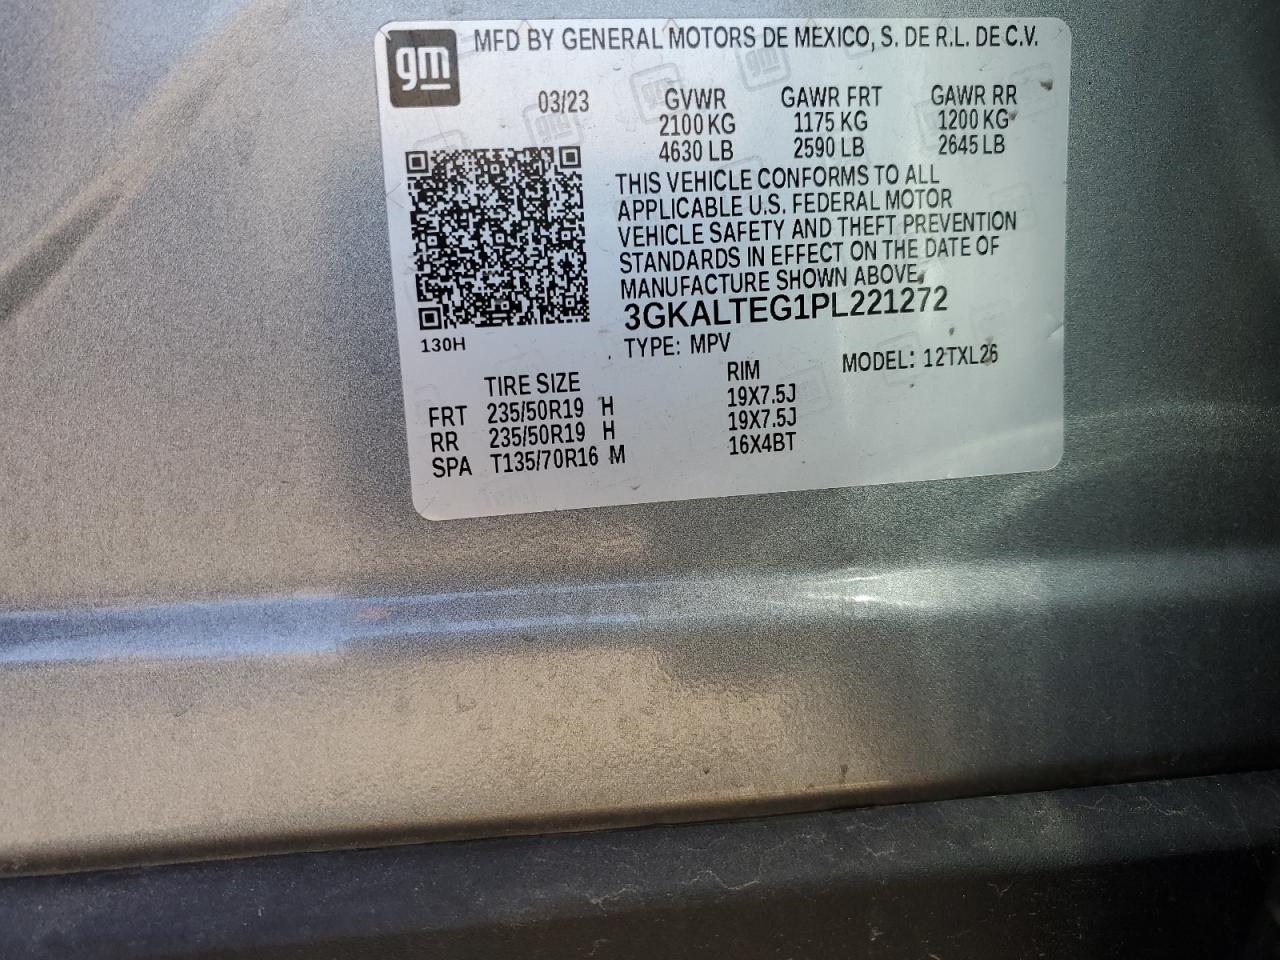 gm MFD BY GENERAL MOTORS DE MEXICO, S. DE R.L. DE C.V.
03/23 GVWR GAWR FRT GAWR RR
2100 KG 1175 KG 1200 KG
4630 LB 2590 LB 2645 LB
THIS VEHICLE CONFORMS TO ALL
APPLICABLE U.S. FEDERAL MOTOR
VEHICLE SAFETY AND THEFT PREVENTION
STANDARDS IN EFFECT ON THE DATE OF
MANUFACTURE SHOWN ABOVE.
3GKALTEG1PL221272
130H
TYPE: MPV MODEL: 12TXL26
TIRE SIZE RIM
FRT 235/50R19 H 19X7.5J
RR 235/50R19 H 19X7.5J
SPA T135/70R16 M 16X4BT